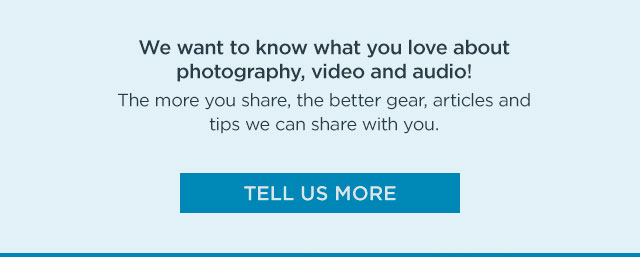 We want to know what you love about
photography, video and audio!
The more you share, the better gear, articles and
tips we can share with you.
TELL US MORE